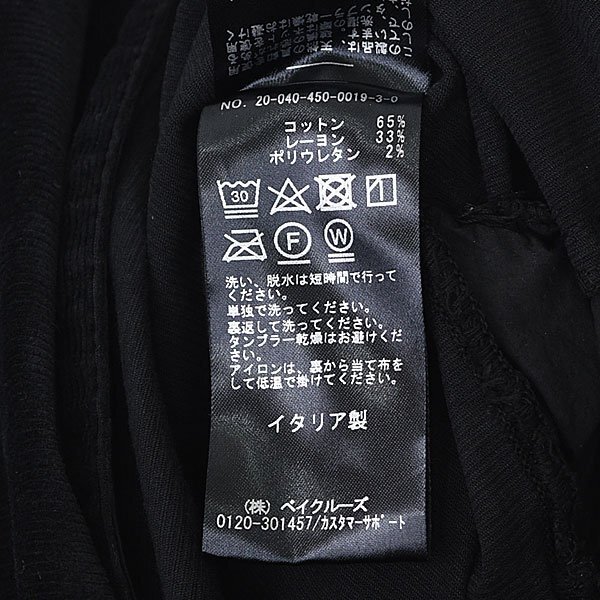 NO. 20-040-450-0019-3-0
コットン 65%
レーヨン 33%
ポリウレタン 2%
30
F W
洗い、脱水は短時間で行って
ください。
単独で洗ってください。
裏返して洗ってください。
タンブラー乾燥はお避けくだ
さい。
アイロンは、裏から当て布を
して低温で掛けてください。
イタリア製
(株) ベイクルーズ
0120-301457/カスタマーサポート